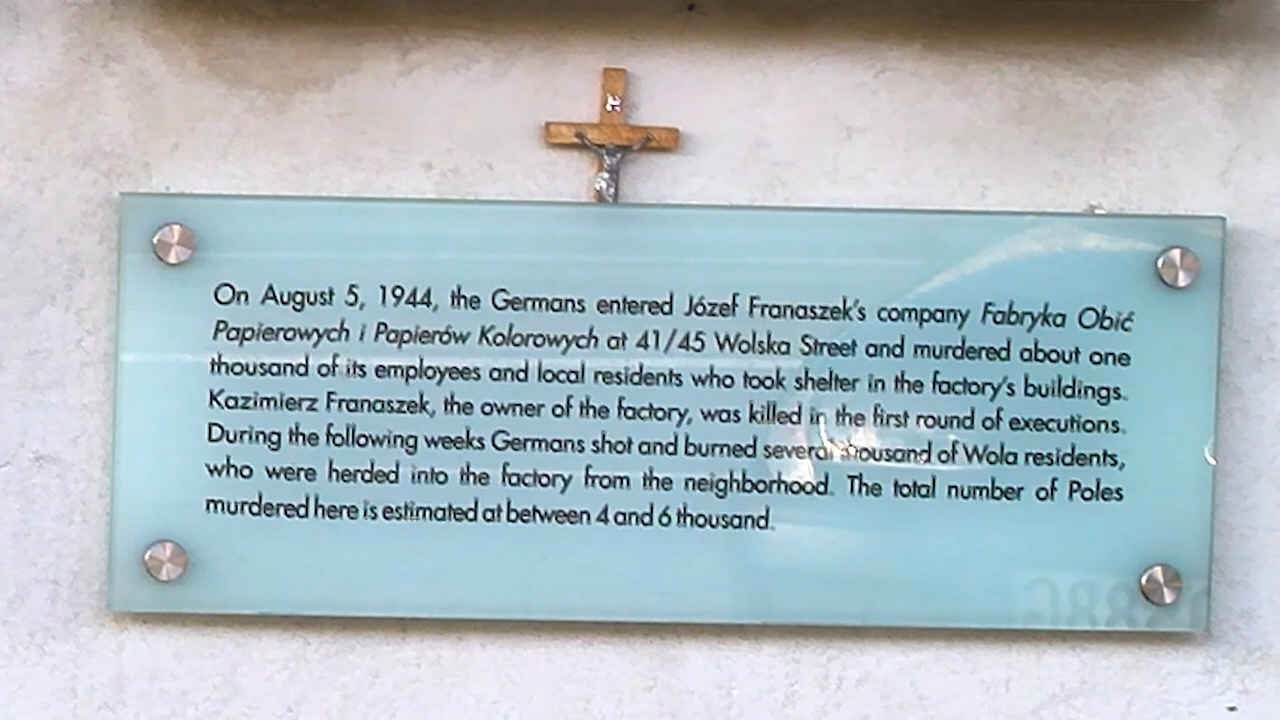 On August 5, 1944, the Germans entered Józef Franaszek's company Fabryka Obić
Papierowych i Papierów Kolorowych at 41/45 Wolska Street and murdered about one
thousand of its employees and local residents who took shelter in the factory's buildings.
Kazimierz Franaszek, the owner of the factory, was killed in the first round of executions.
During the following weeks Germans shot and burned several thousand of Wola residents,
who were herded into the factory from the neighborhood. The total number of Poles
murdered here is estimated at between 4 and 6 thousand.